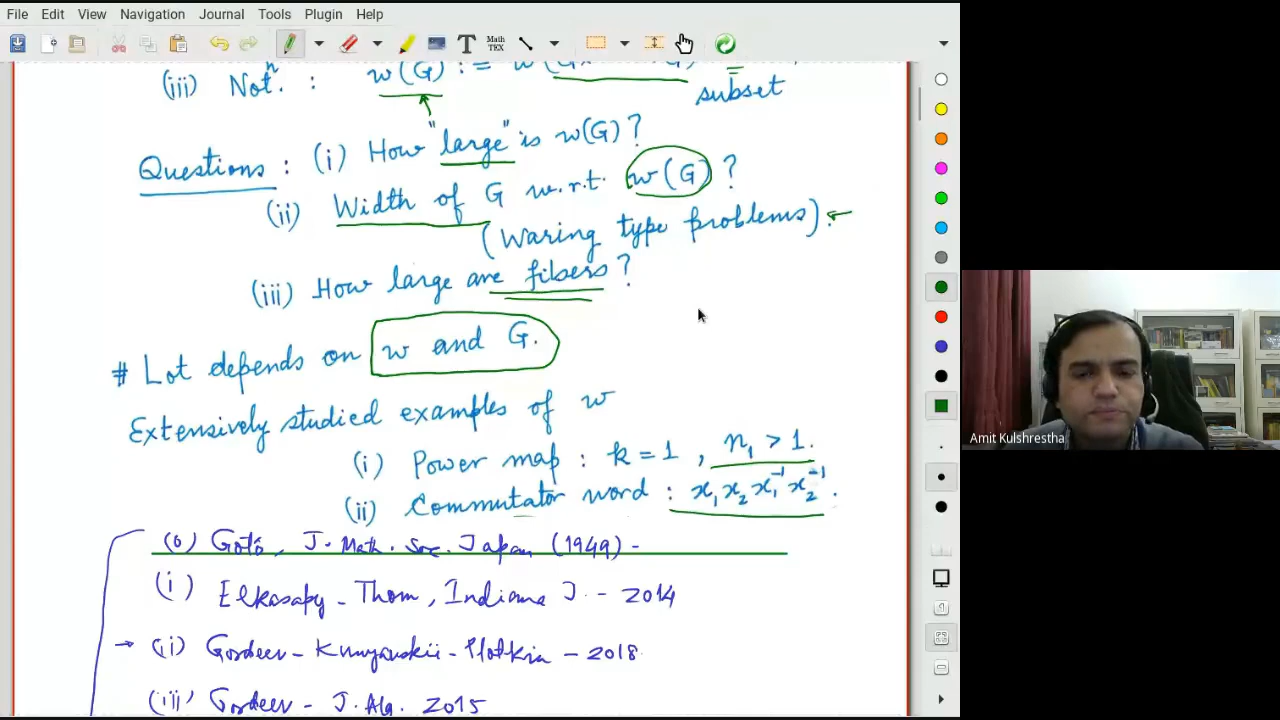 File Edit View Navigation Journal Tools Plugin Help
T Math TEX
(iii) Notⁿ. : w(G) :=
subset
Questions : (i) How "large" is w(G) ?
(ii) Width of G w.r.t. w(G) ?
(Waring type problems).
(iii) How large are fibers ?
# Lot depends on w and G.
Extensively studied examples of w
(i) Power map : k = 1 , n₁ > 1.
(ii) Commutator word : x₁x₂x₁⁻¹x₂⁻¹.
(0) Gotô, J. Math. Soc. Japan (1949) -
(i) Elkasapy - Thom, Indiana J. - 2014
→ (ii) Gordeev - Kunyavskii - Plotkin - 2018
(iii) Gordeev - J. Alg. 2015
Amit Kulshrestha